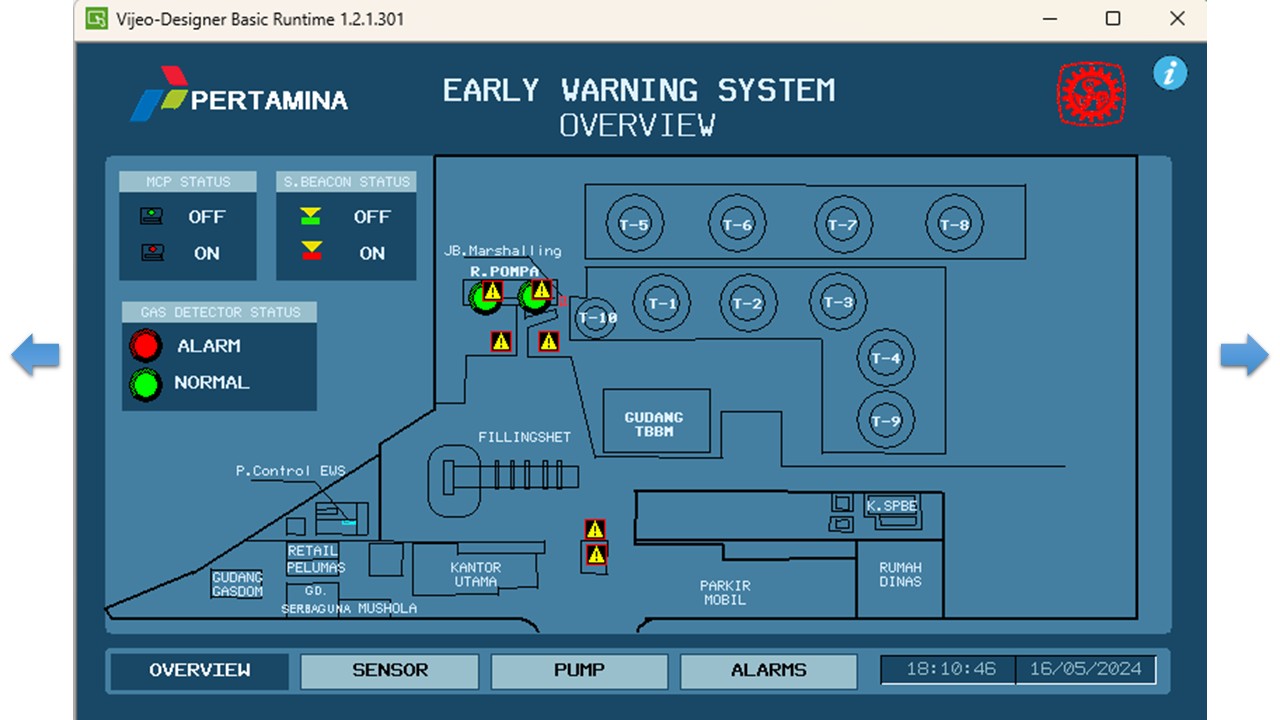 Vijeo-Designer Basic Runtime 1.2.1.301
PERTAMINA
EARLY WARNING SYSTEM
OVERVIEW
MCP STATUS
OFF
ON
S.BEACON STATUS
OFF
ON
GAS DETECTOR STATUS
ALARM
NORMAL
T-5
T-6
T-7
T-8
JB.Marshalling
R.POMPA
T-10
T-1
T-2
T-3
T-4
T-9
GUDANG
TBBM
FILLINGSHET
P.Control EWS
K.SPBE
RETAIL
PELUMAS
GUDANG
GASDOM
GD.
SERBAGUNA
MUSHOLA
KANTOR
UTAMA
PARKIR
MOBIL
RUMAH
DINAS
OVERVIEW
SENSOR
PUMP
ALARMS
18:10:46
16/05/2024